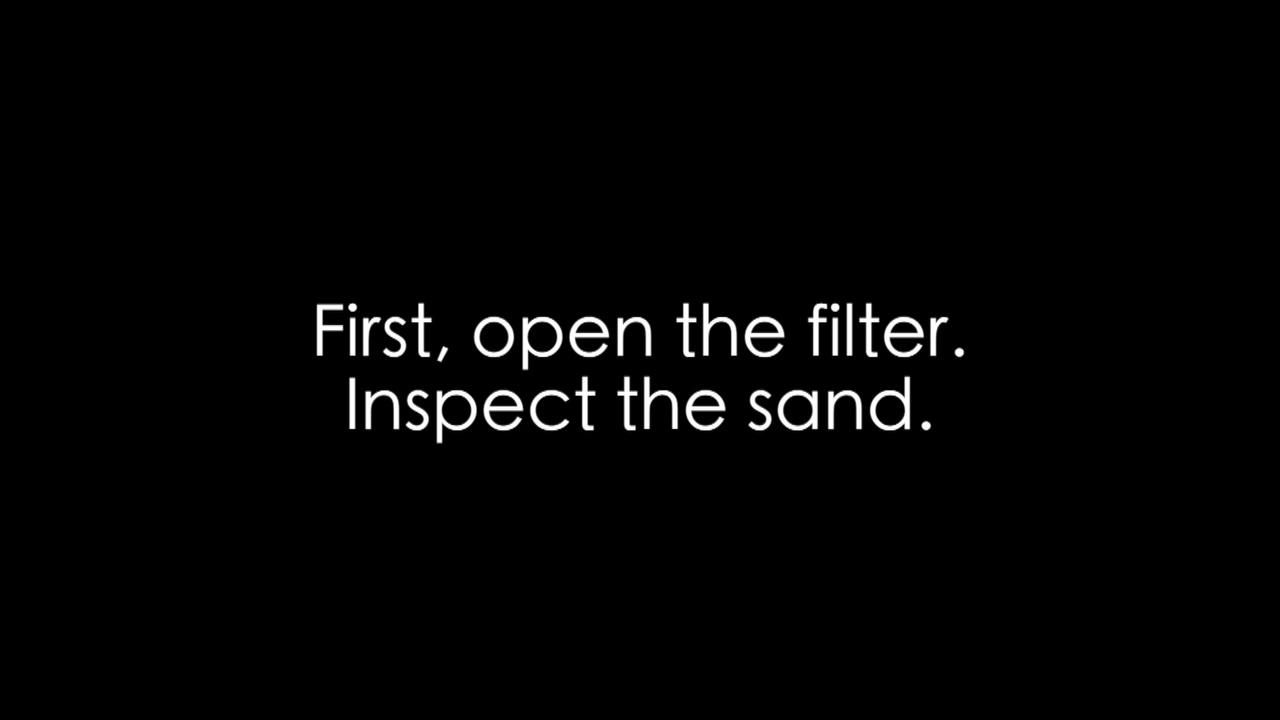 First, open the filter.
Inspect the sand.